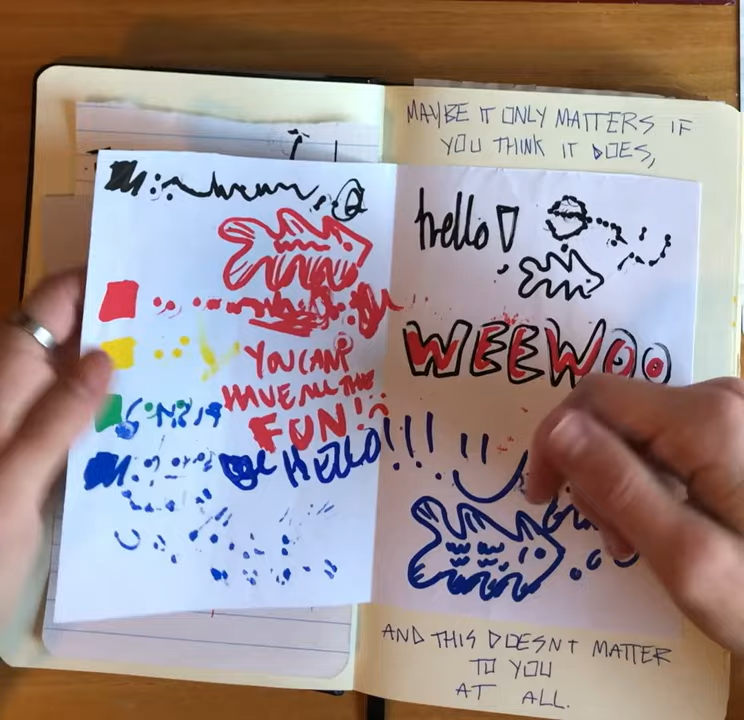 MAYBE IT ONLY MATTERS IF
YOU THINK IT DOES,
hello!
WEEWOO
YOU CAN'T
HAVE ALL THE
FUN!
HELLO!!!
AND THIS DOESNT MATTER
TO YOU
AT ALL.